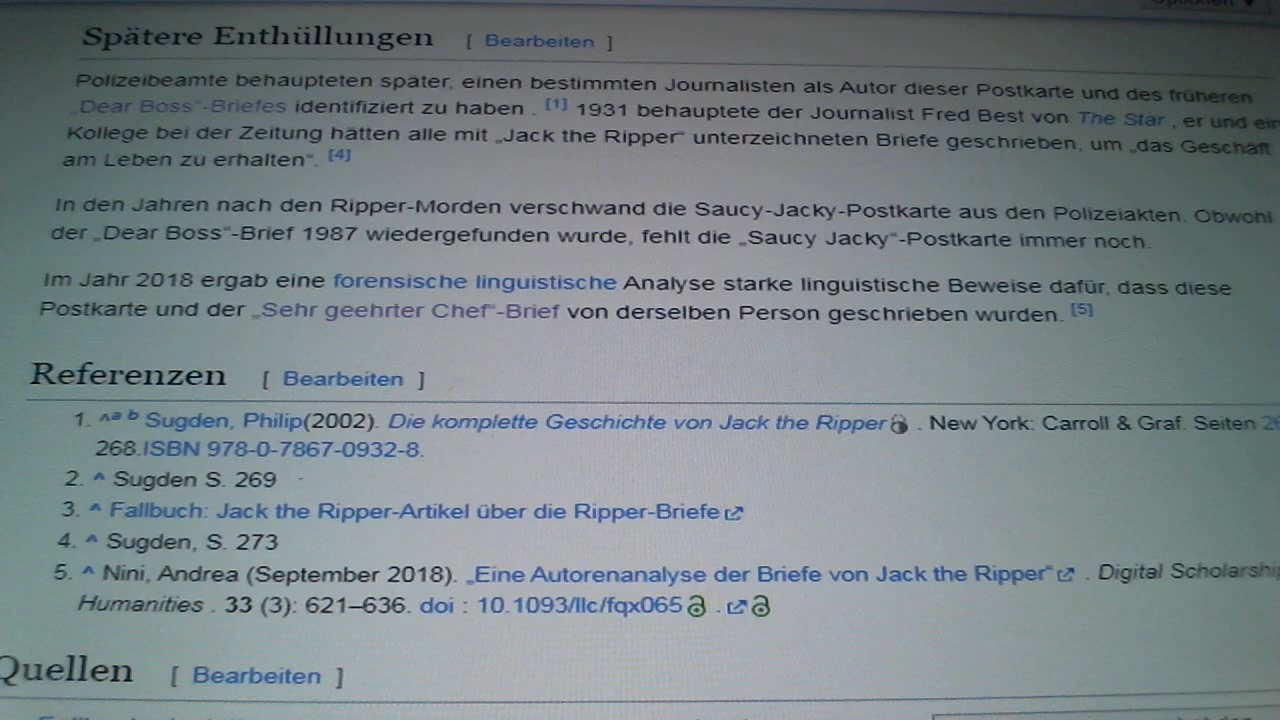 Spätere Enthüllungen [ Bearbeiten ]
Polizeibeamte behaupteten später, einen bestimmten Journalisten als Autor dieser Postkarte und des früheren
„Dear Boss“-Briefes identifiziert zu haben . [1] 1931 behauptete der Journalist Fred Best von The Star , er und ein
Kollege bei der Zeitung hätten alle mit „Jack the Ripper“ unterzeichneten Briefe geschrieben, um „das Geschäft
am Leben zu erhalten“. [4]
In den Jahren nach den Ripper-Morden verschwand die Saucy-Jacky-Postkarte aus den Polizeiakten. Obwohl
der „Dear Boss“-Brief 1987 wiedergefunden wurde, fehlt die „Saucy Jacky“-Postkarte immer noch.
Im Jahr 2018 ergab eine forensische linguistische Analyse starke linguistische Beweise dafür, dass diese
Postkarte und der „Sehr geehrter Chef“-Brief von derselben Person geschrieben wurden. [5]
Referenzen [ Bearbeiten ]
1. ^ a b Sugden, Philip(2002). Die komplette Geschichte von Jack the Ripper . New York: Carroll & Graf. Seiten
268.ISBN 978-0-7867-0932-8.
2. ^ Sugden S. 269
3. ^ Fallbuch: Jack the Ripper-Artikel über die Ripper-Briefe
4. ^ Sugden, S. 273
5. ^ Nini, Andrea (September 2018). „Eine Autorenanalyse der Briefe von Jack the Ripper“ . Digital Scholarshi
Humanities . 33 (3): 621–636. doi : 10.1093/llc/fqx065 .
Quellen [ Bearbeiten ]